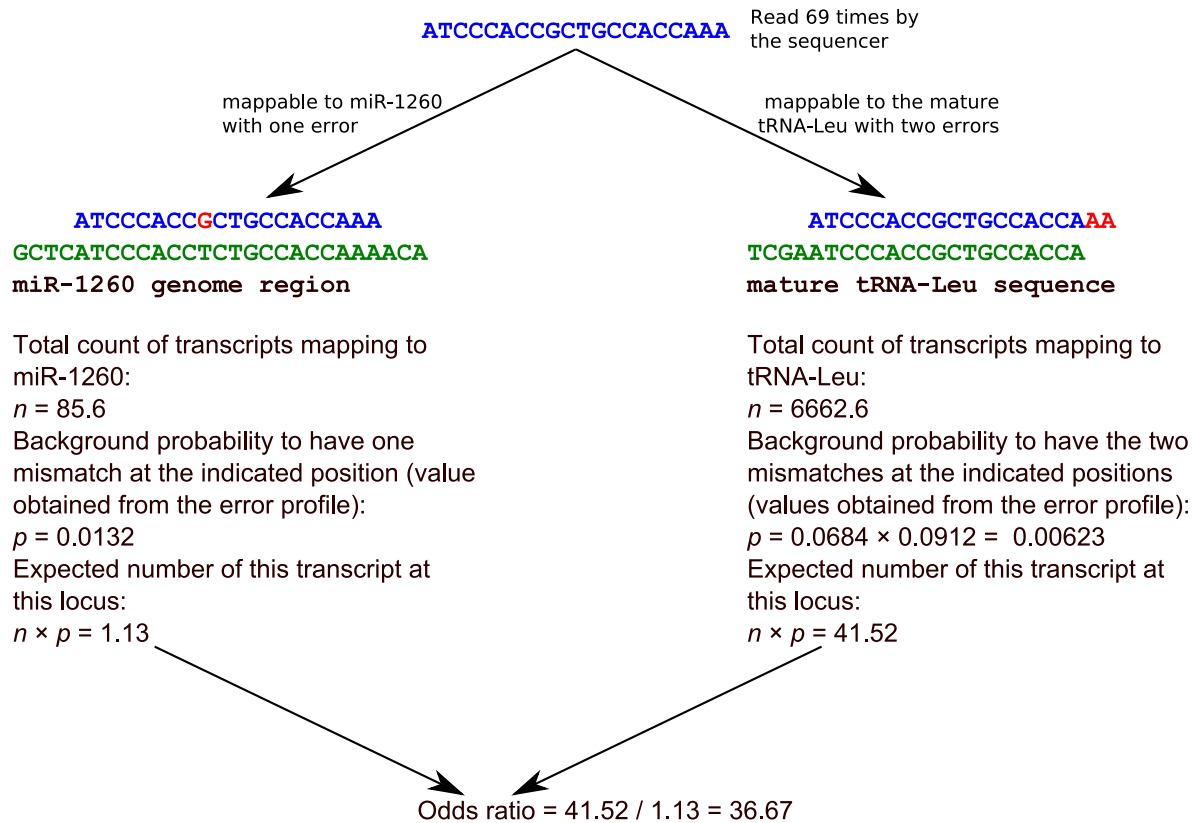 ATCCCACCGCTGCCACCAAA
Read 69 times by
the sequencer
mappable to miR-1260
with one error
mappable to the mature
tRNA-Leu with two errors
ATCCCACCGCTGCCACCAAA
GCTCATCCCACCTCTGCCACCAAAACA
miR-1260 genome region
Total count of transcripts mapping to
miR-1260:
n = 85.6
Background probability to have one
mismatch at the indicated position (value
obtained from the error profile):
p = 0.0132
Expected number of this transcript at
this locus:
n × p = 1.13
ATCCCACCGCTGCCACCAAA
TCGAATCCCACCGCTGCCACCA
mature tRNA-Leu sequence
Total count of transcripts mapping to
tRNA-Leu:
n = 6662.6
Background probability to have the two
mismatches at the indicated positions
(values obtained from the error profile):
p = 0.0684 × 0.0912 = 0.00623
Expected number of this transcript at
this locus:
n × p = 41.52
Odds ratio = 41.52 / 1.13 = 36.67